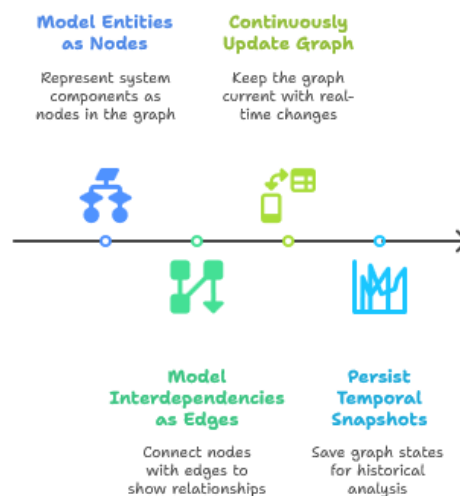 Model Entities
as Nodes
Represent system
components as
nodes in the graph
Continuously
Update Graph
Keep the graph
current with real-
time changes
Model
Interdependencies
as Edges
Connect nodes
with edges to
show relationships
Persist
Temporal
Snapshots
Save graph states
for historical
analysis